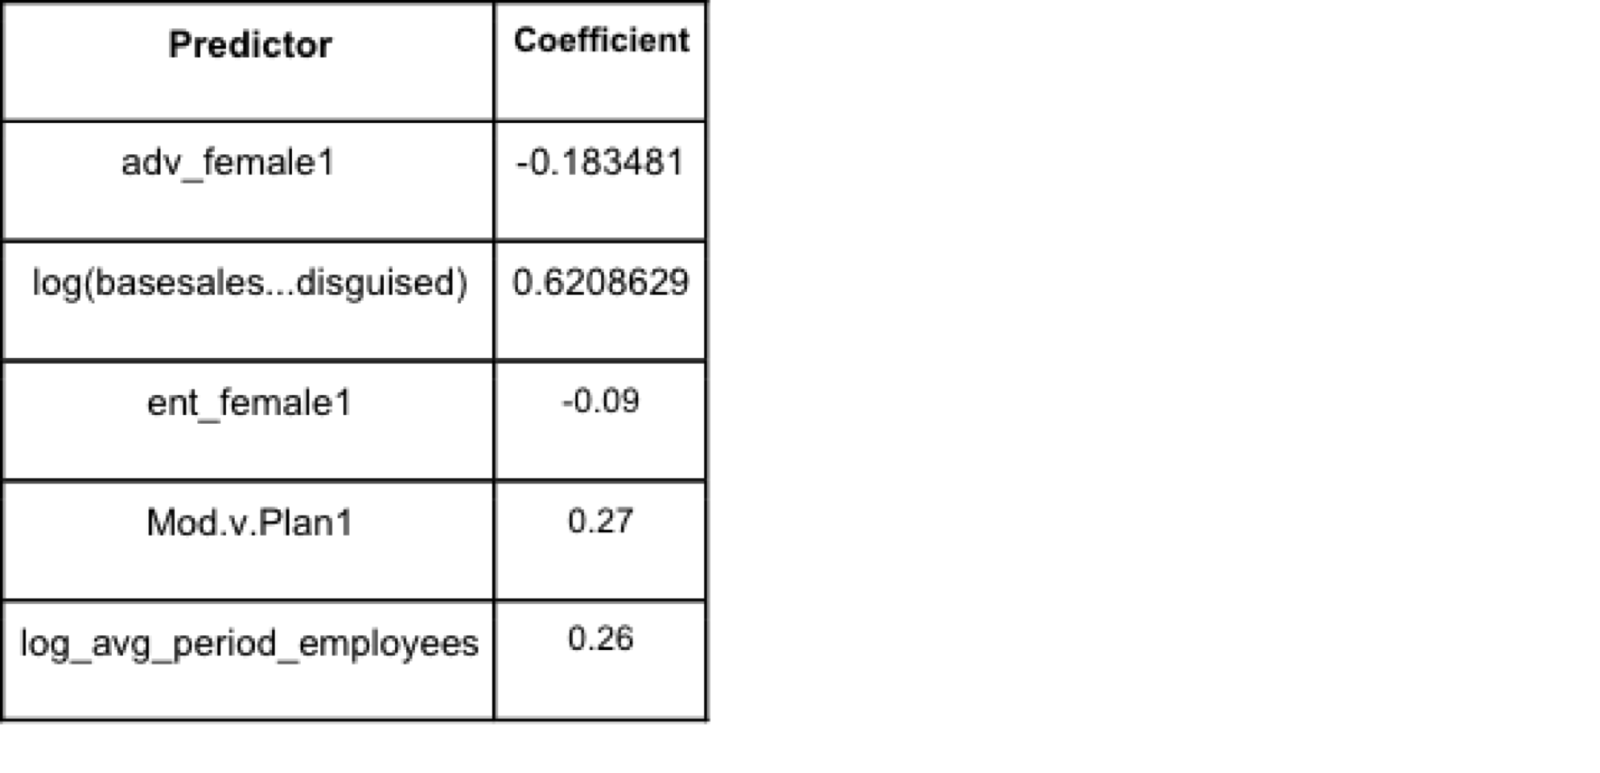 Predictor Coefficient
adv_female1 -0.183481
log(basesales...disguised) 0.6208629
ent_female1 -0.09
Mod.v.Plan1 0.27
log_avg_period_employees 0.26